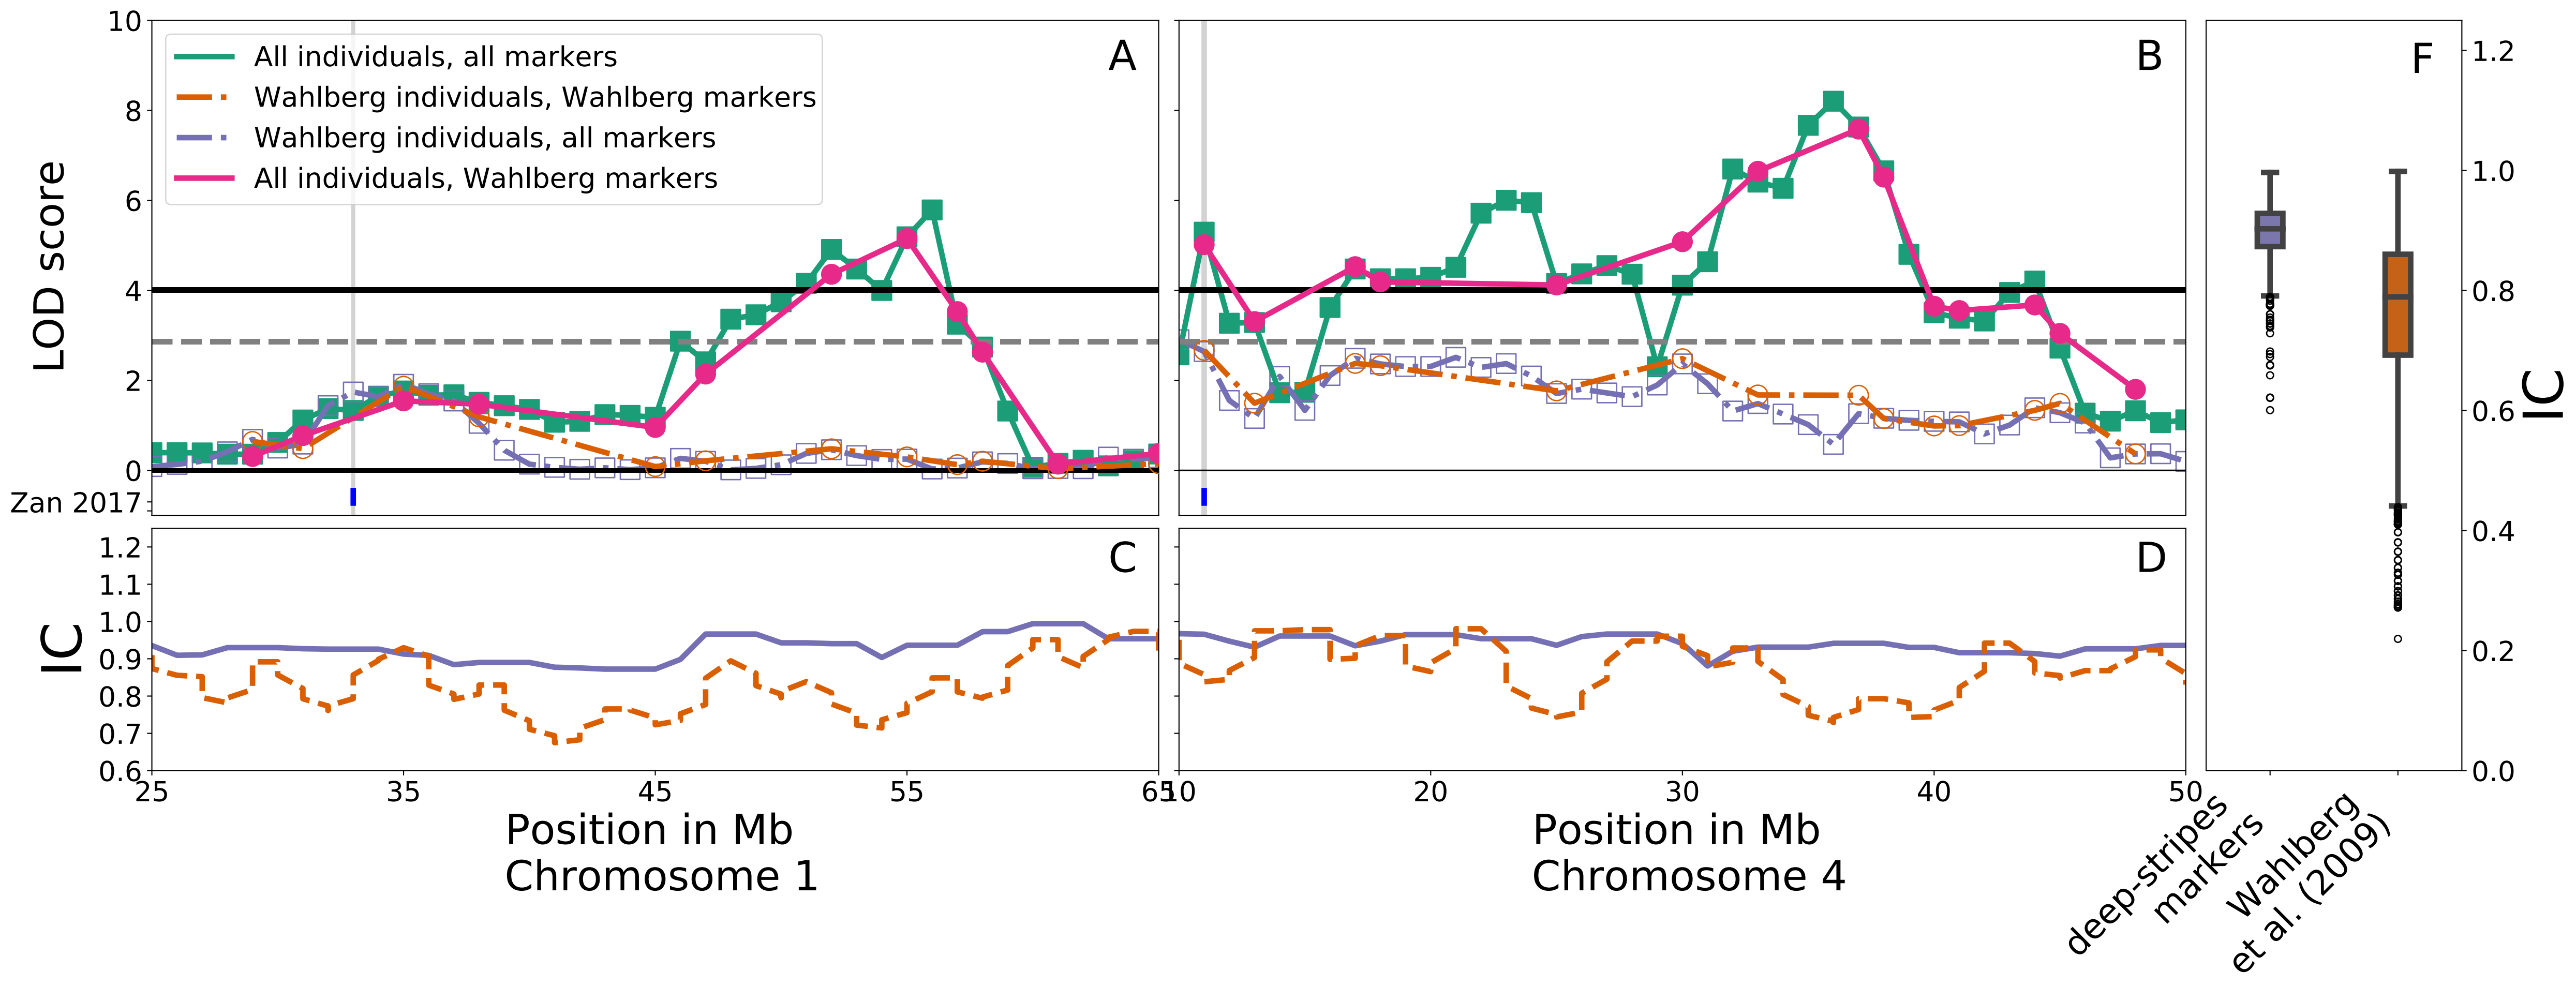 A
B
F
All individuals, all markers
Wahlberg individuals, Wahlberg markers
Wahlberg individuals, all markers
All individuals, Wahlberg markers
LOD score
10
8
6
4
2
0
Zan 2017
1.2
1.0
0.8
0.6
0.4
0.2
0.0
IC
C
D
IC
1.2
1.1
1.0
0.9
0.8
0.7
0.6
25
35
45
55
65
10
20
30
40
50
Position in Mb
Chromosome 1
Position in Mb
Chromosome 4
deep-stripes
markers
Wahlberg
et al. (2009)